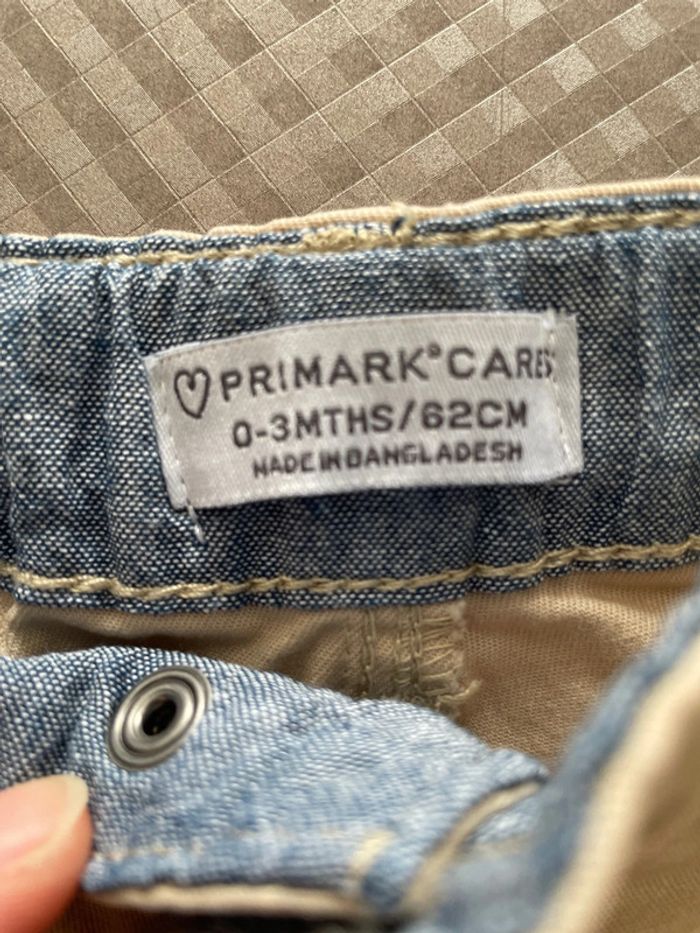 ♡ PRIMARK® CARES
0-3MTHS/62CM
MADE IN BANGLADESH